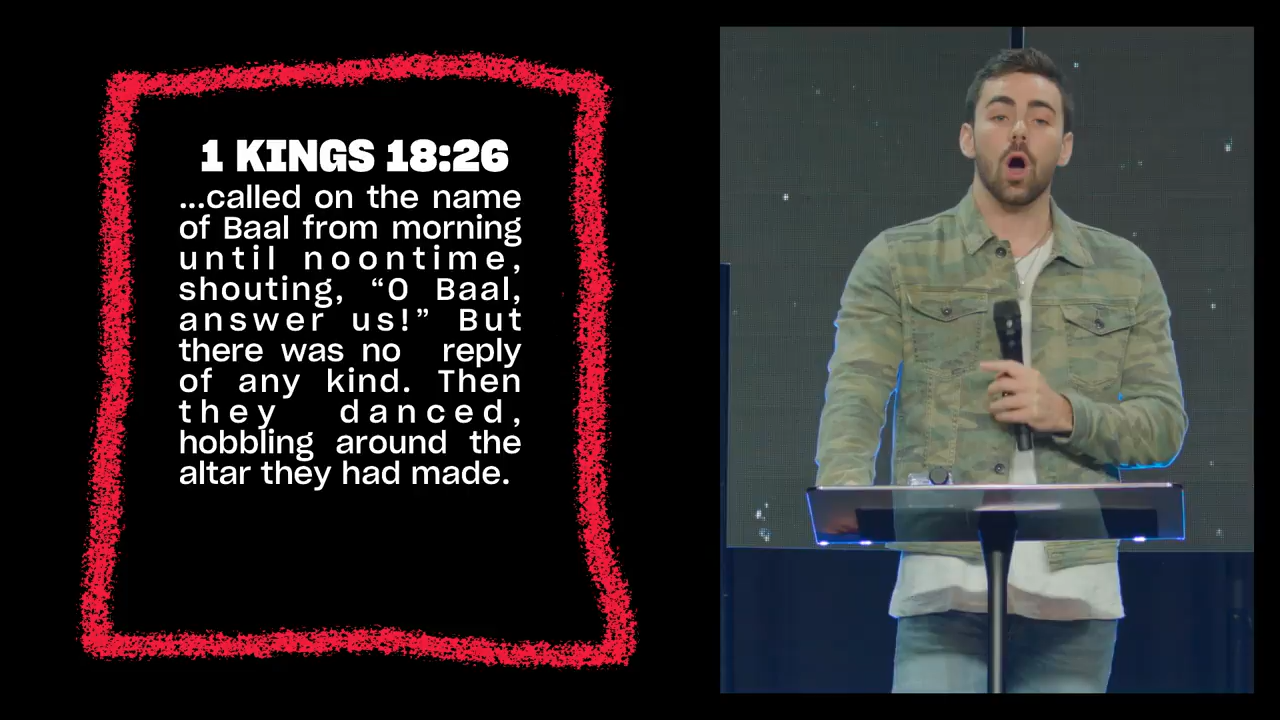 1 KINGS 18:26
...called on the name
of Baal from morning
until noontime,
shouting, “O Baal,
answer us!” But
there was no reply
of any kind. Then
they danced,
hobbling around the
altar they had made.